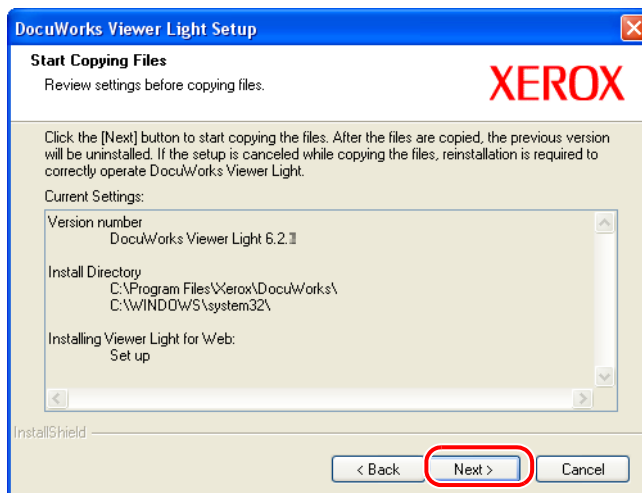 DocuWorks Viewer Light Setup
Start Copying Files
Review settings before copying files.
XEROX
Click the [Next] button to start copying the files. After the files are copied, the previous version
will be uninstalled. If the setup is canceled while copying the files, reinstallation is required to
correctly operate DocuWorks Viewer Light.
Current Settings:
Version number
DocuWorks Viewer Light 6.2.
Install Directory
C:\Program Files\Xerox\DocuWorks\
C:\WINDOWS\system32\
Installing Viewer Light for Web:
Set up
InstallShield
< Back
Next >
Cancel